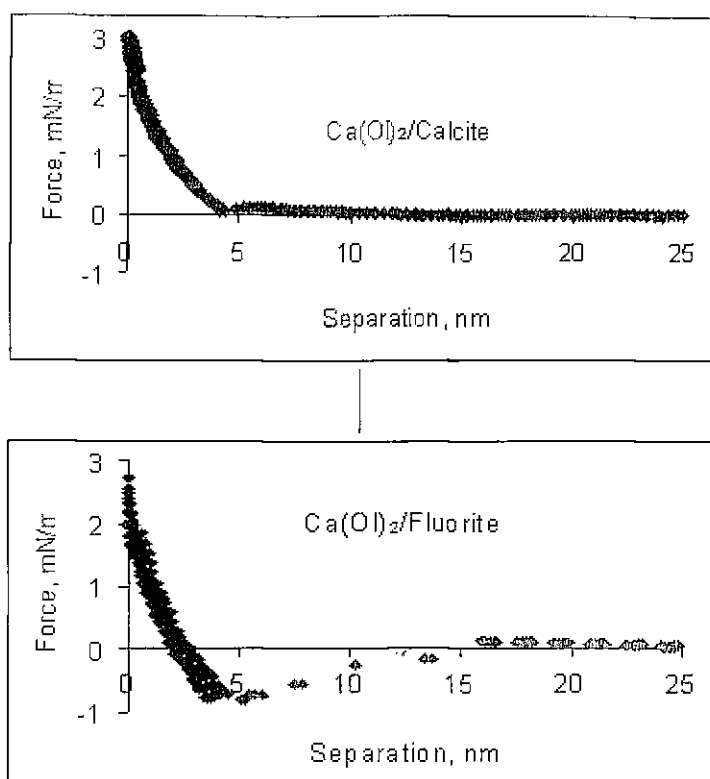 3
2
1
0
-1
Force, mN/m
Ca(Ol)₂/Calcite
0 5 10 15 20 25
Separation, nm
3
2
1
0
-1
Force, mN/m
Ca(Ol)₂/Fluorite
0 5 10 15 20 25
Separation, nm